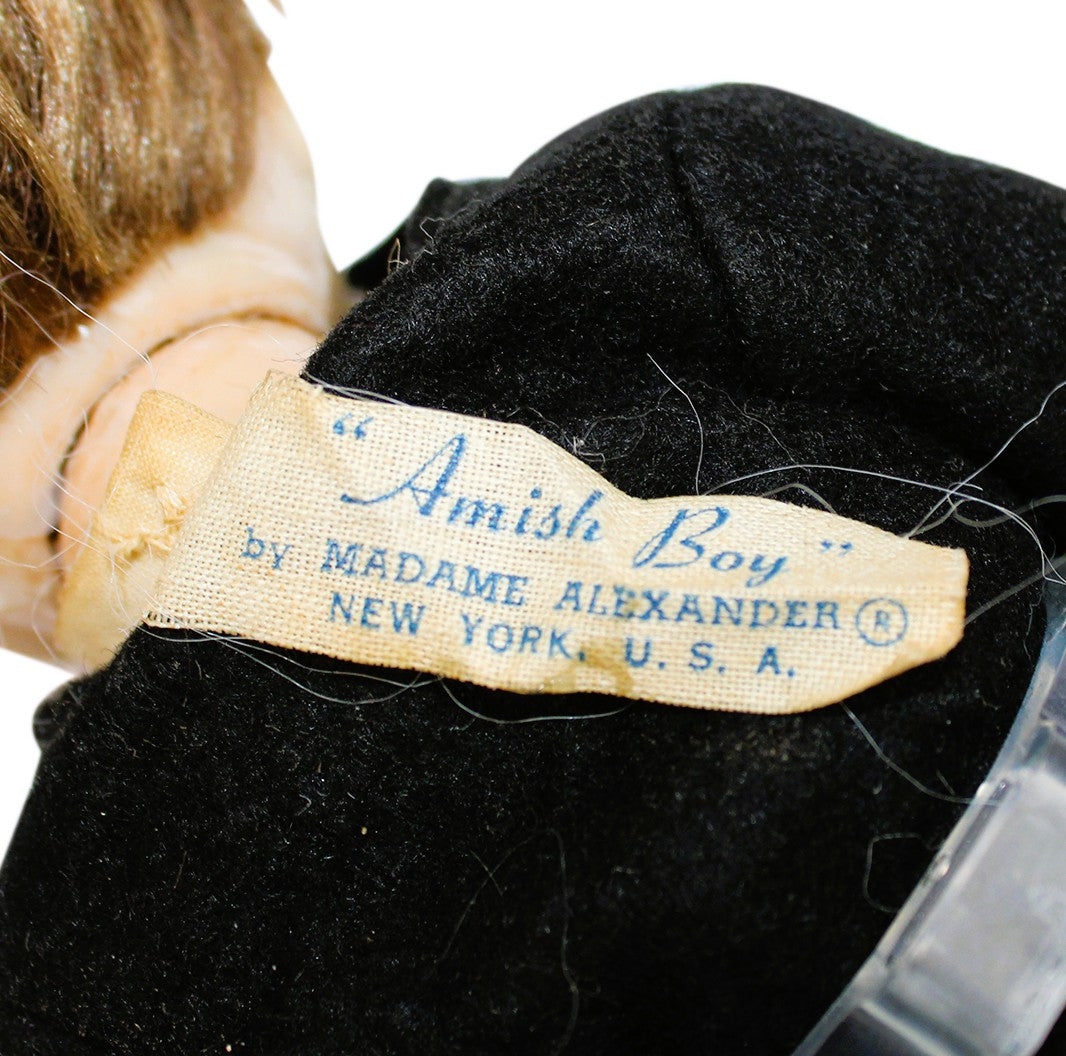 " Amish Boy "
by MADAME ALEXANDER ®
NEW YORK, U. S. A.